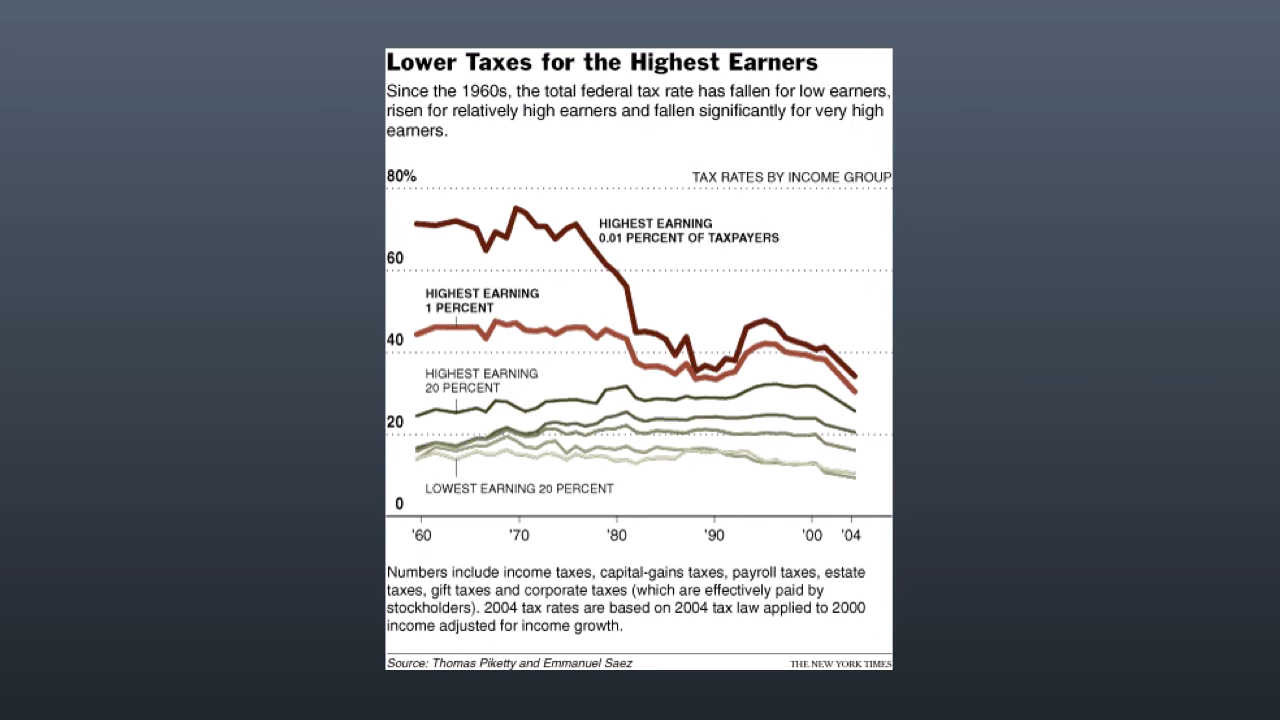 Lower Taxes for the Highest Earners
Since the 1960s, the total federal tax rate has fallen for low earners,
risen for relatively high earners and fallen significantly for very high
earners.
80%
TAX RATES BY INCOME GROUP
HIGHEST EARNING
0.01 PERCENT OF TAXPAYERS
60
HIGHEST EARNING
1 PERCENT
40
HIGHEST EARNING
20 PERCENT
20
LOWEST EARNING 20 PERCENT
0
'60 '70 '80 '90 '00 '04
Numbers include income taxes, capital-gains taxes, payroll taxes, estate
taxes, gift taxes and corporate taxes (which are effectively paid by
stockholders). 2004 tax rates are based on 2004 tax law applied to 2000
income adjusted for income growth.
Source: Thomas Piketty and Emmanuel Saez
THE NEW YORK TIMES